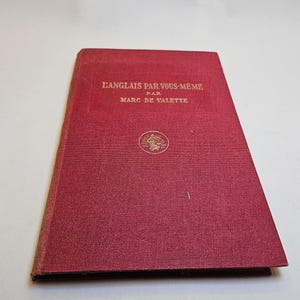 L'ANGLAIS PAR VOUS-MÊME
PAR
MARC DE VALETTE